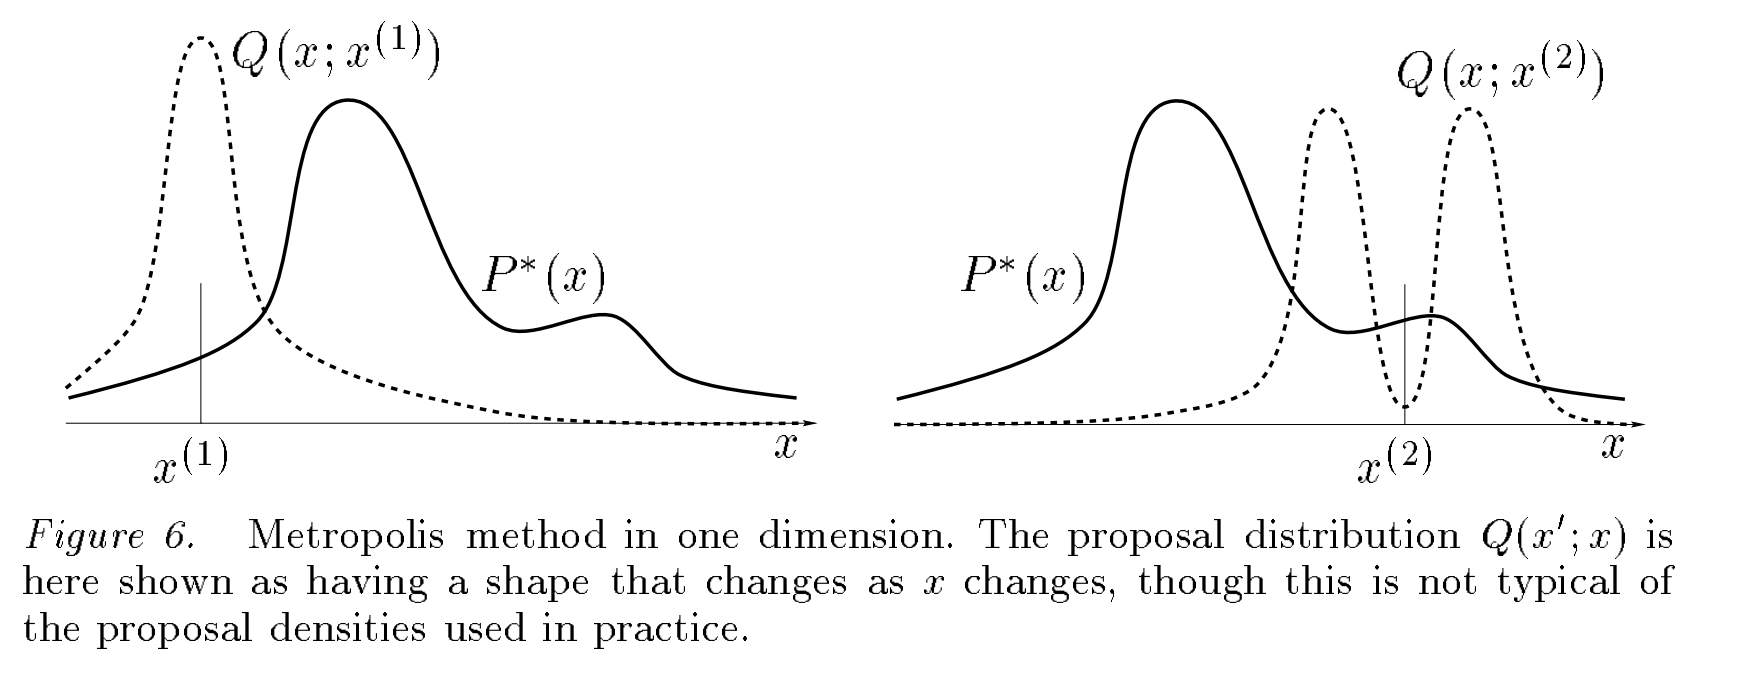 Q(x; x^(1))
P*(x)
x^(1)
x
Q(x; x^(2))
P*(x)
x^(2)
x
Figure 6. Metropolis method in one dimension. The proposal distribution Q(x′; x) is
here shown as having a shape that changes as x changes, though this is not typical of
the proposal densities used in practice.